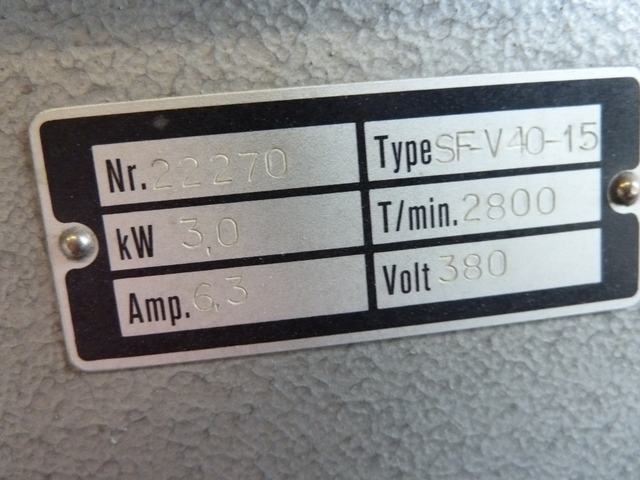 Nr. 22270 Type SF-V40-15
kW 3,0 T/min. 2800
Amp. 6,3 Volt 380